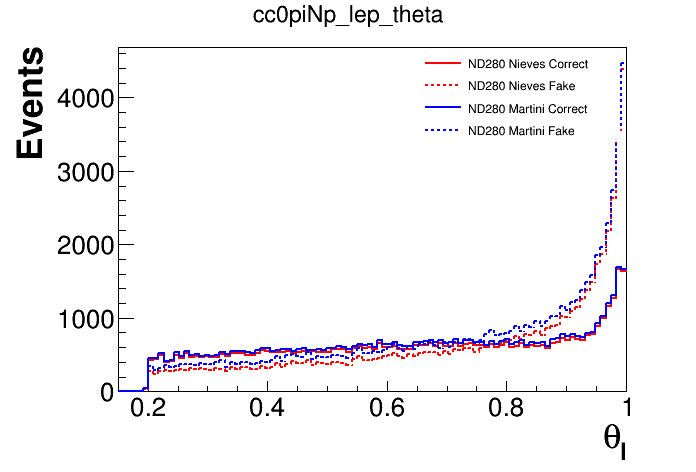 cc0piNp_lep_theta
Events
ND280 Nieves Correct
ND280 Nieves Fake
ND280 Martini Correct
ND280 Martini Fake
4000
3000
2000
1000
0
0.2 0.4 0.6 0.8 1
θl